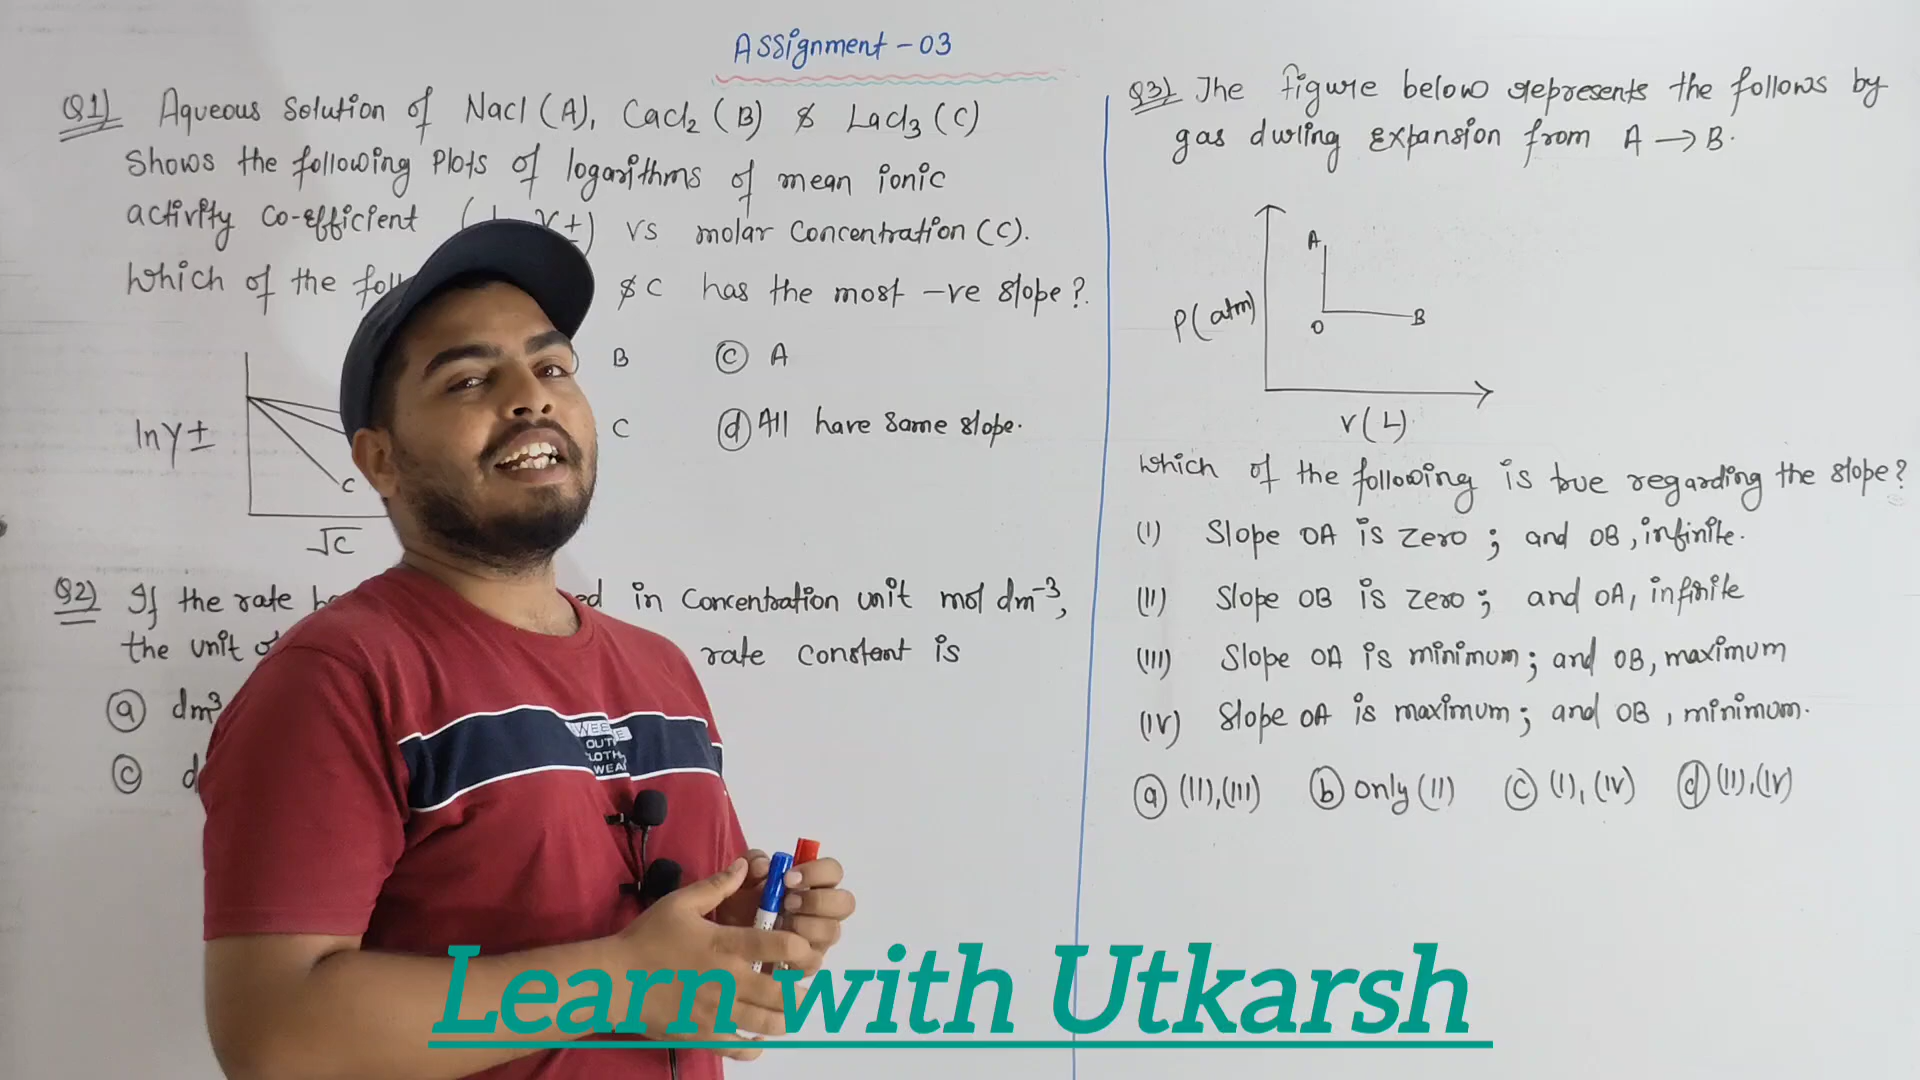 Assignment - 03
Q1) Aqueous solution of Nacl (A), Cacl2 (B) & Lacl3 (C)
shows the following Plots of logarithms of mean ionic
activity co-efficient ( γ±) vs molar concentration (C).
which of the & C has the most -ve slope?
B (c) A
C (d) All have same slope.
lnγ±
C
√C
Q2) If the rate in concentration unit mol dm⁻³,
the unit rate constant is
(a) dm³
(c)
Q3) The figure below represents the follows by
gas during expansion from A → B.
A
P(atm)
O
B
V(L)
which of the following is true regarding the slope?
(I) Slope OA is zero ; and OB, infinite.
(II) Slope OB is zero ; and OA, infinite
(III) Slope OA is minimum ; and OB, maximum
(IV) Slope OA is maximum ; and OB, minimum.
(a) (II),(III) (b) only (II) (c) (I), (IV) (d) (II),(IV)
WEE
OUT
LOTH
WEA
Learn with Utkarsh